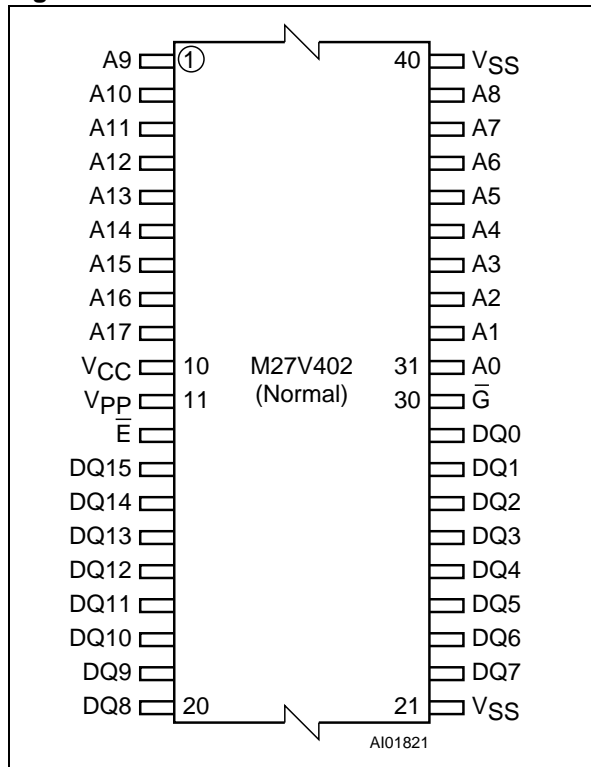 A9 ① 40 VSS
A10 A8
A11 A7
A12 A6
A13 A5
A14 A4
A15 A3
A16 A2
A17 A1
VCC 10 M27V402 31 A0
VPP 11 (Normal) 30 G̅
E̅ DQ0
DQ15 DQ1
DQ14 DQ2
DQ13 DQ3
DQ12 DQ4
DQ11 DQ5
DQ10 DQ6
DQ9 DQ7
DQ8 20 21 VSS
AI01821